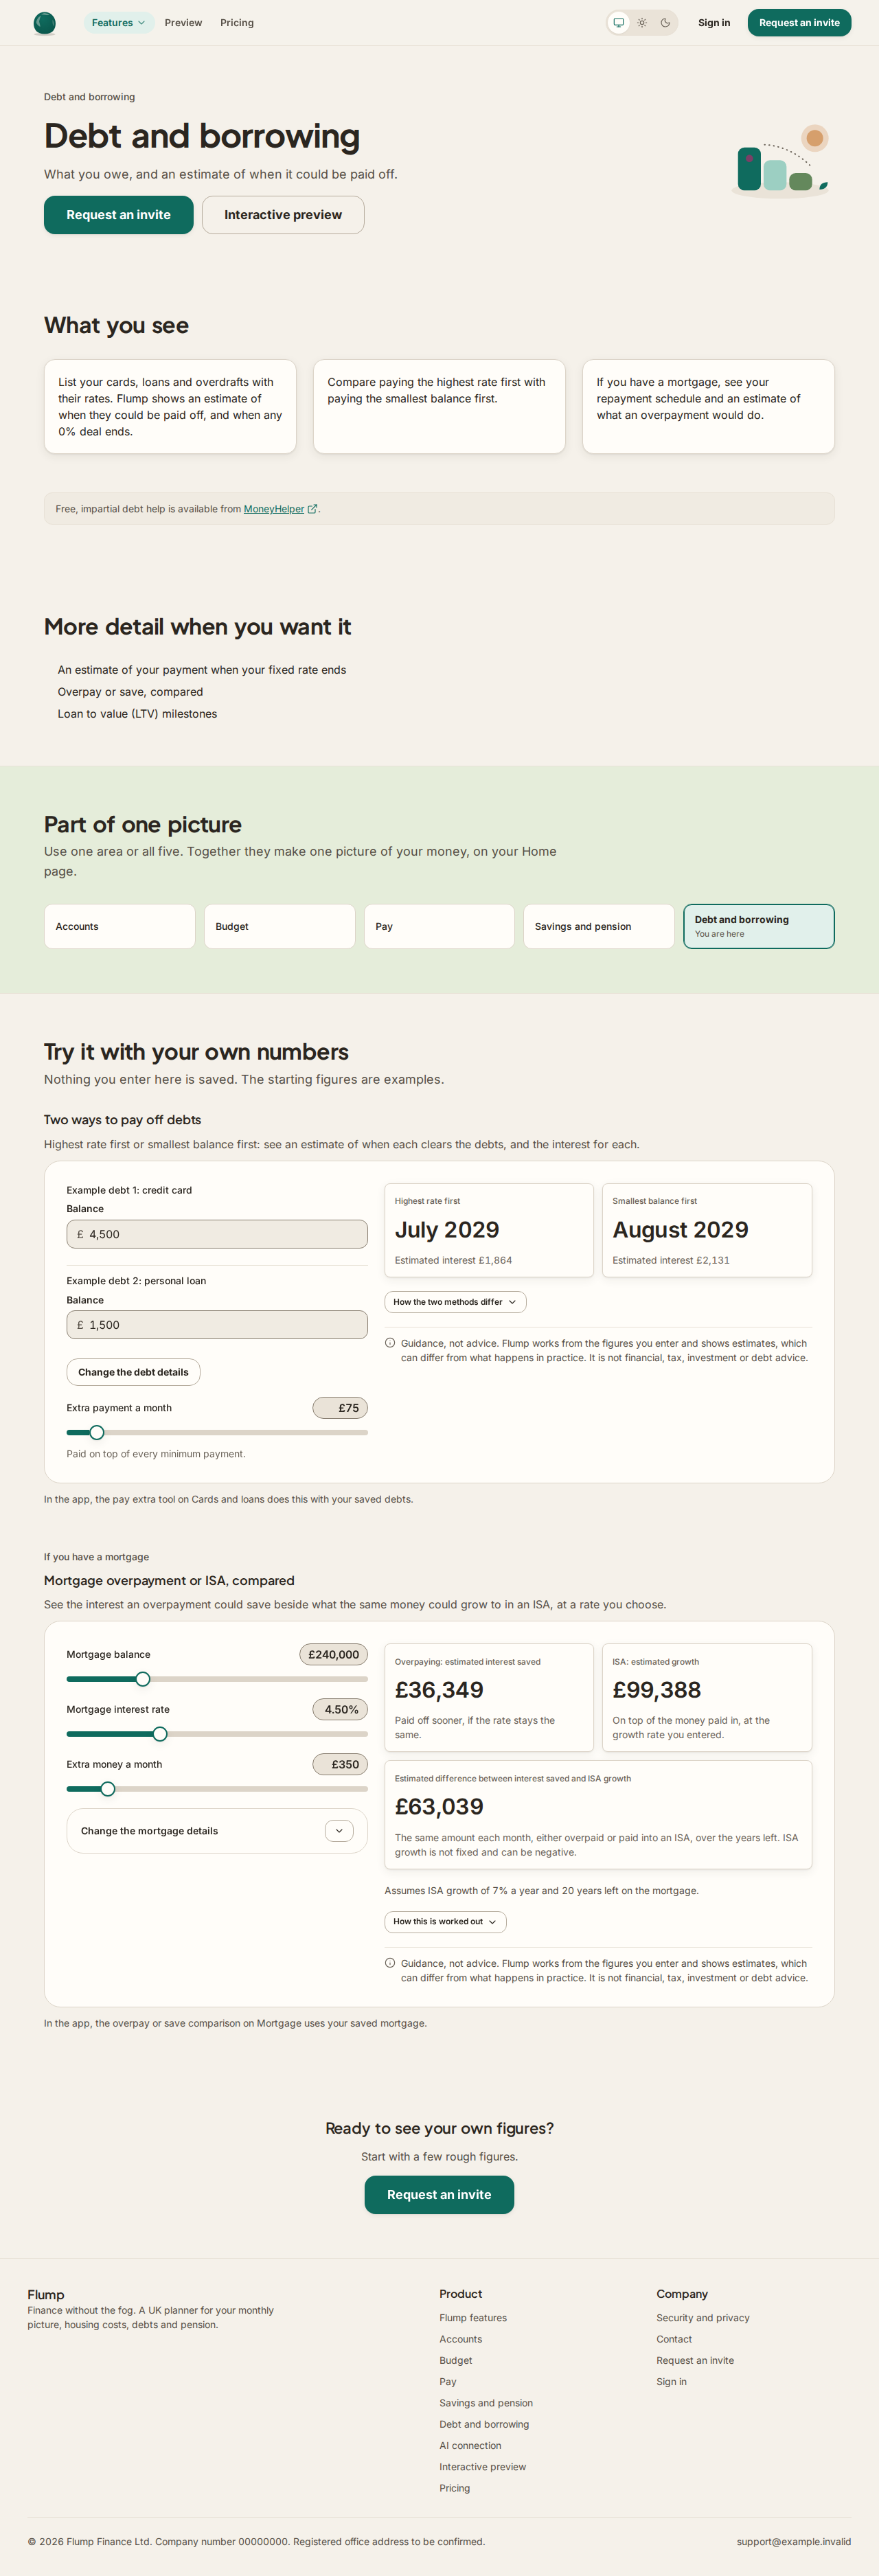 Features
Preview
Pricing
Sign in
Request an invite
Debt and borrowing
Debt and borrowing
What you owe, and an estimate of when it could be paid off.
Request an invite
Interactive preview
What you see
List your cards, loans and overdrafts with
their rates. Flump shows an estimate of
when they could be paid off, and when any
0% deal ends.
Compare paying the highest rate first with
paying the smallest balance first.
If you have a mortgage, see your
repayment schedule and an estimate of
what an overpayment would do.
Free, impartial debt help is available from MoneyHelper.
More detail when you want it
An estimate of your payment when your fixed rate ends
Overpay or save, compared
Loan to value (LTV) milestones
Part of one picture
Use one area or all five. Together they make one picture of your money, on your Home
page.
Accounts
Budget
Pay
Savings and pension
Debt and borrowing
You are here
Try it with your own numbers
Nothing you enter here is saved. The starting figures are examples.
Two ways to pay off debts
Highest rate first or smallest balance first: see an estimate of when each clears the debts, and the interest for each.
Example debt 1: credit card
Balance
£ 4,500
Example debt 2: personal loan
Balance
£ 1,500
Change the debt details
Extra payment a month
£75
Paid on top of every minimum payment.
Highest rate first
July 2029
Estimated interest £1,864
Smallest balance first
August 2029
Estimated interest £2,131
How the two methods differ
Guidance, not advice. Flump works from the figures you enter and shows estimates, which
can differ from what happens in practice. It is not financial, tax, investment or debt advice.
In the app, the pay extra tool on Cards and loans does this with your saved debts.
If you have a mortgage
Mortgage overpayment or ISA, compared
See the interest an overpayment could save beside what the same money could grow to in an ISA, at a rate you choose.
Mortgage balance
£240,000
Mortgage interest rate
4.50%
Extra money a month
£350
Change the mortgage details
Overpaying: estimated interest saved
£36,349
Paid off sooner, if the rate stays the
same.
ISA: estimated growth
£99,388
On top of the money paid in, at the
growth rate you entered.
Estimated difference between interest saved and ISA growth
£63,039
The same amount each month, either overpaid or paid into an ISA, over the years left. ISA
growth is not fixed and can be negative.
Assumes ISA growth of 7% a year and 20 years left on the mortgage.
How this is worked out
Guidance, not advice. Flump works from the figures you enter and shows estimates, which
can differ from what happens in practice. It is not financial, tax, investment or debt advice.
In the app, the overpay or save comparison on Mortgage uses your saved mortgage.
Ready to see your own figures?
Start with a few rough figures.
Request an invite
Flump
Finance without the fog. A UK planner for your monthly
picture, housing costs, debts and pension.
Product
Flump features
Accounts
Budget
Pay
Savings and pension
Debt and borrowing
AI connection
Interactive preview
Pricing
Company
Security and privacy
Contact
Request an invite
Sign in
© 2026 Flump Finance Ltd. Company number 00000000. Registered office address to be confirmed.
support@example.invalid